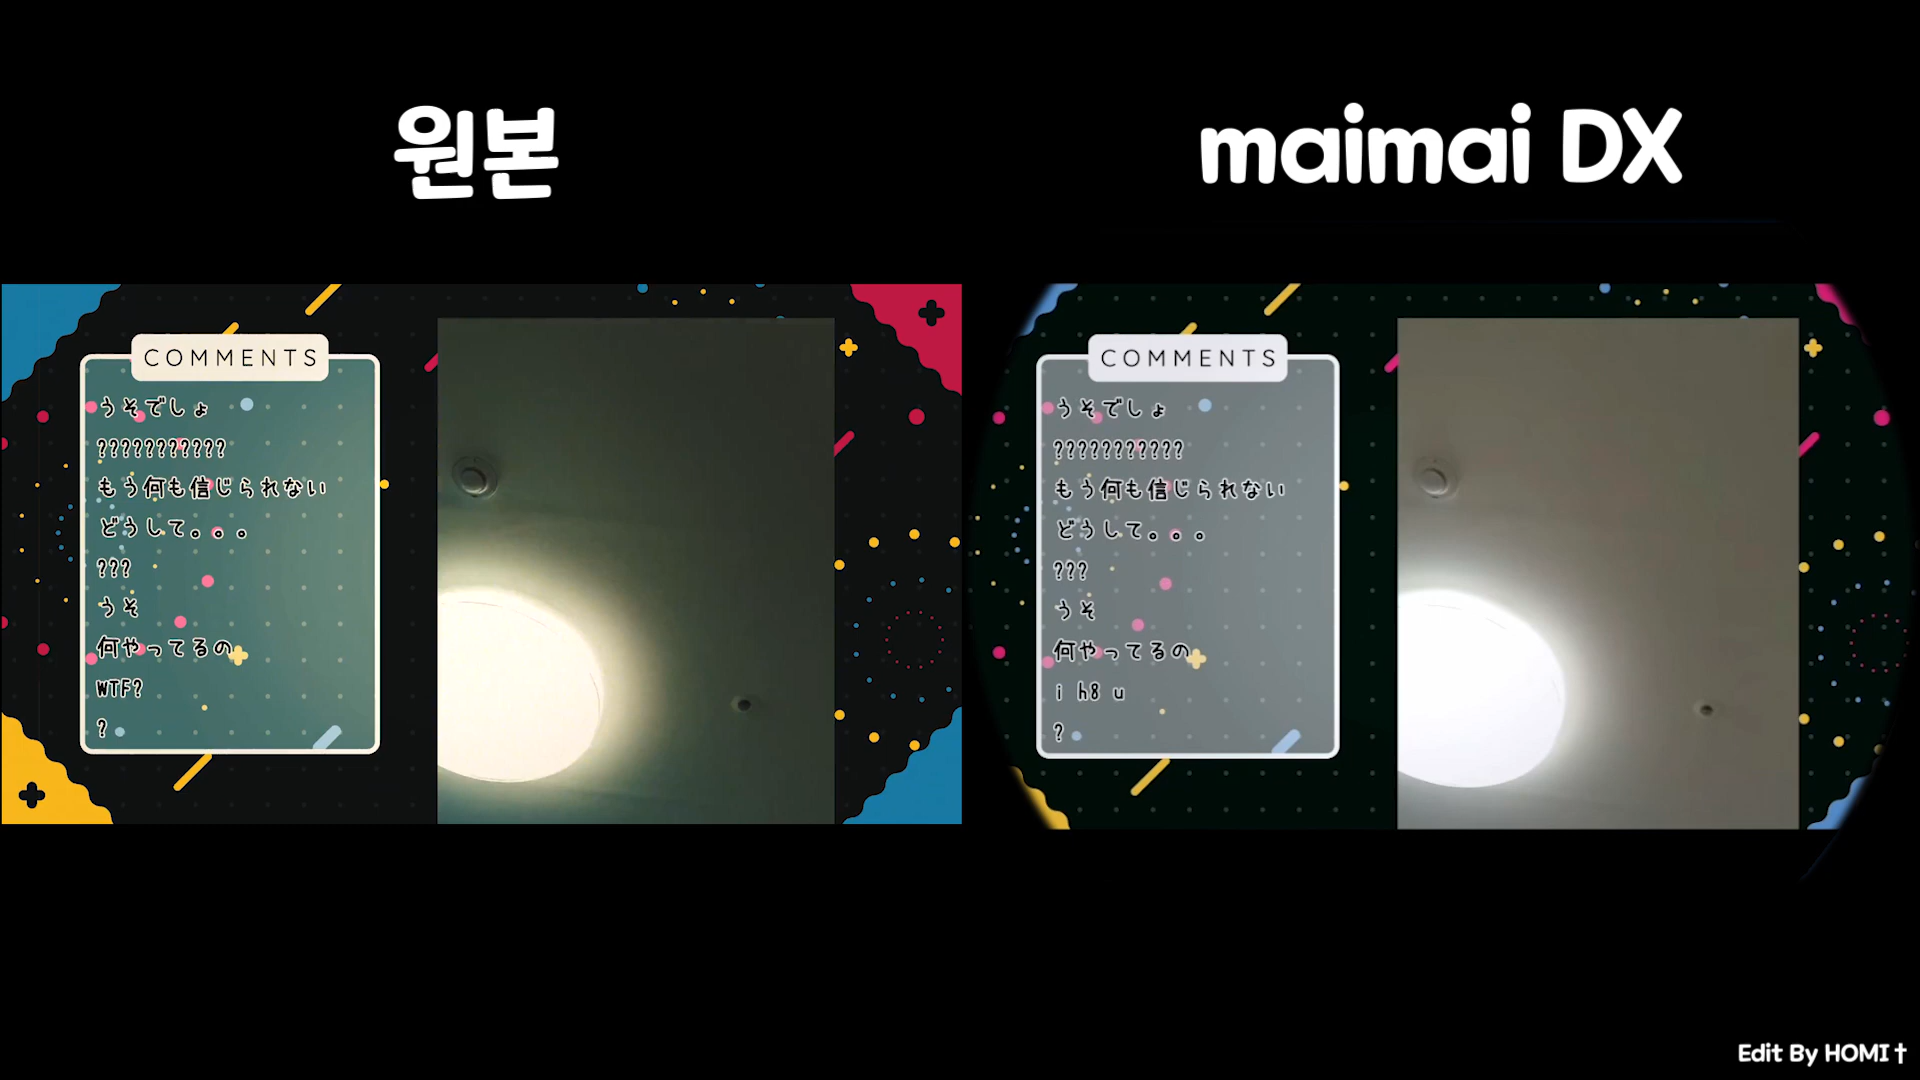 원본
maimai DX
COMMENTS
うそでしょ
???????????
もう何も信じられない
どうして。。。
???
うそ
何やってるの
WTF?
?
COMMENTS
うそでしょ
???????????
もう何も信じられない
どうして。。。
???
うそ
何やってるの
i h8 u
?
Edit By HOMI†